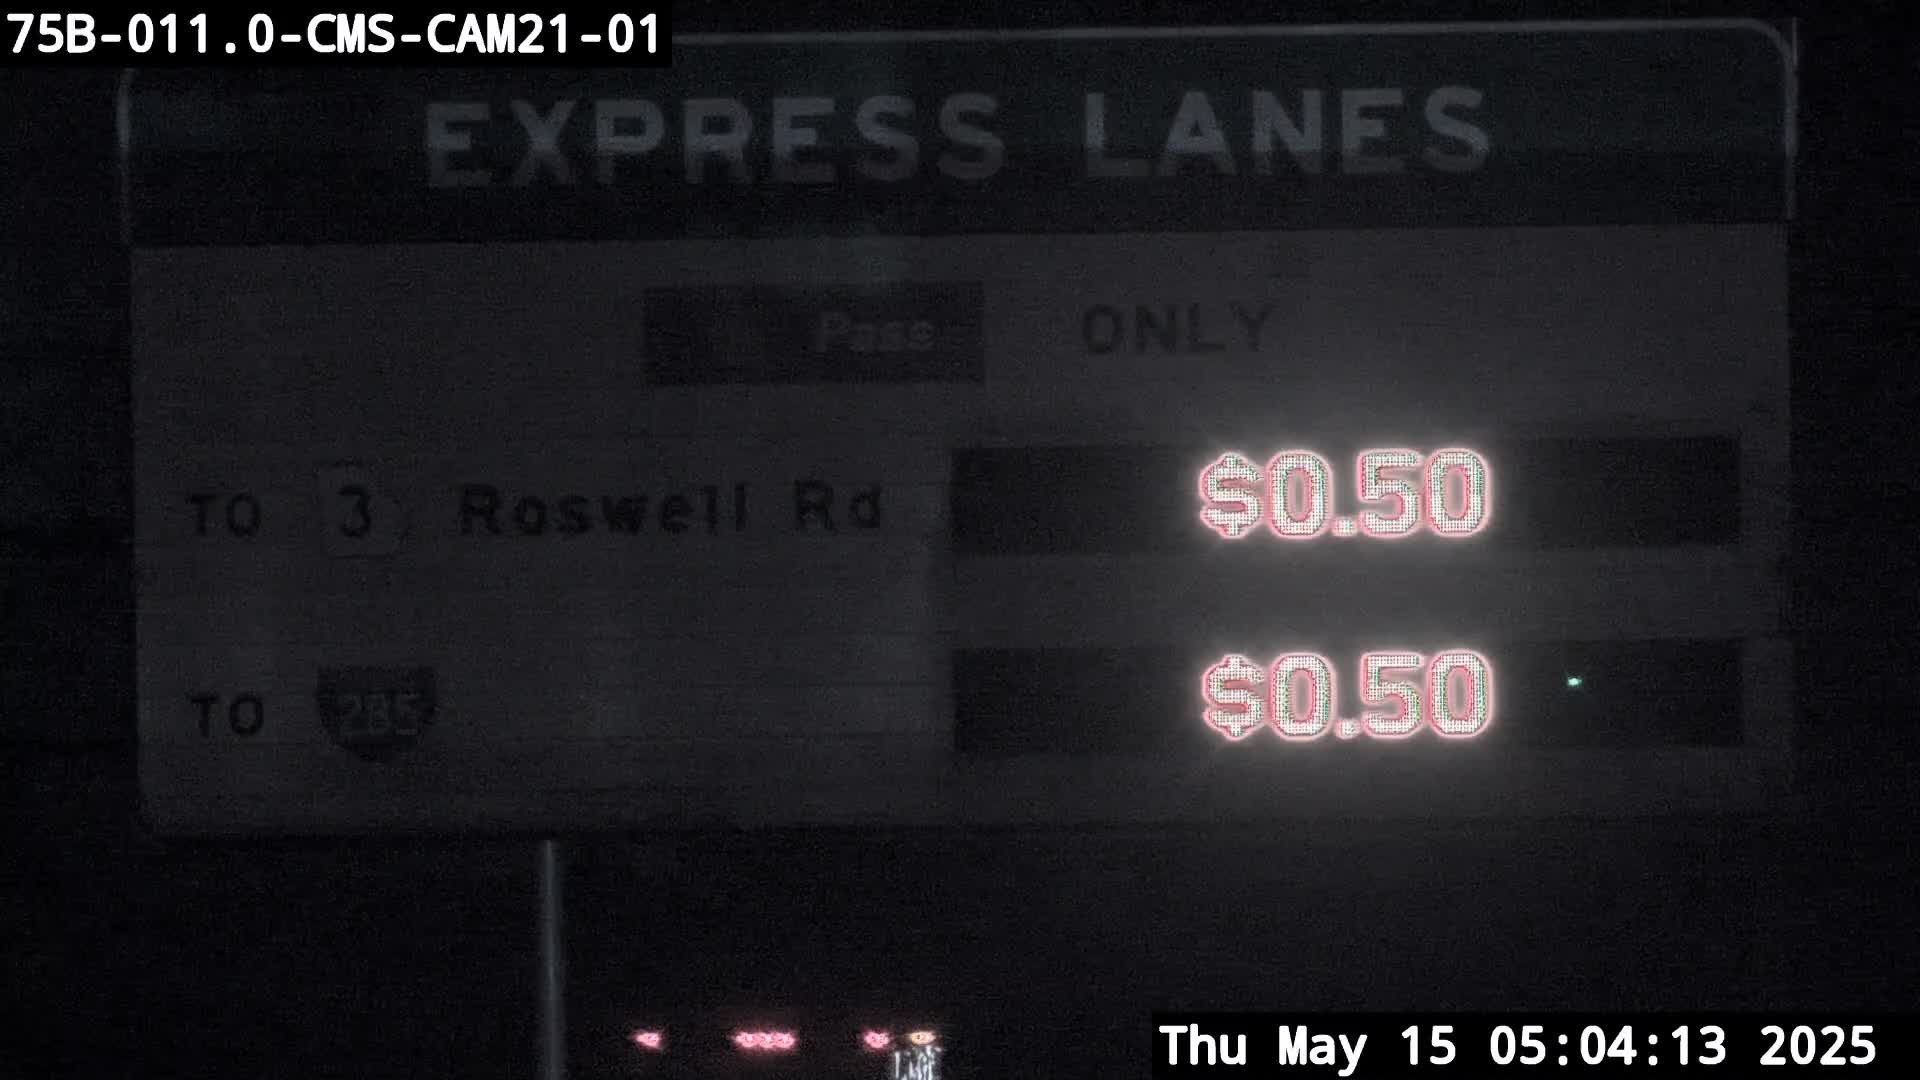 75B-011.0-CMS-CAM21-01
EXPRESS LANES
Pass ONLY
TO 3 Roswell Rd $0.50
TO 285 $0.50
Thu May 15 05:04:13 2025